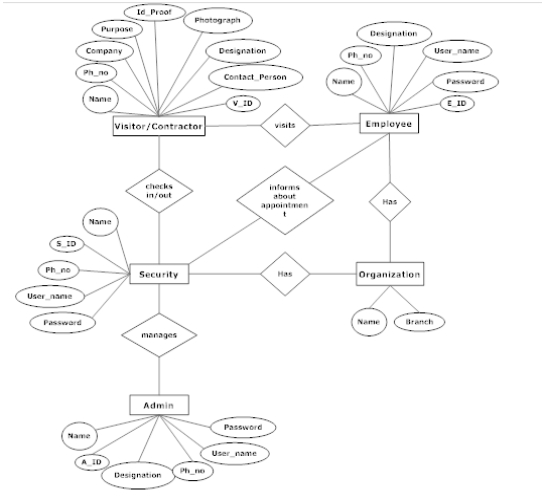 Id_Proof
Photograph
Purpose
Designation
Company
Designation
User_name
Ph_no
Ph_no
Contact_Person
Name
Password
Name
V_ID
E_ID
Visitor/Contractor
visits
Employee
checks
in/out
informs
about
appointmen
t
Has
Name
S_ID
Ph_no
Security
Has
Organization
User_name
Password
Name
Branch
manages
Admin
Name
Password
A_ID
User_name
Designation
Ph_no